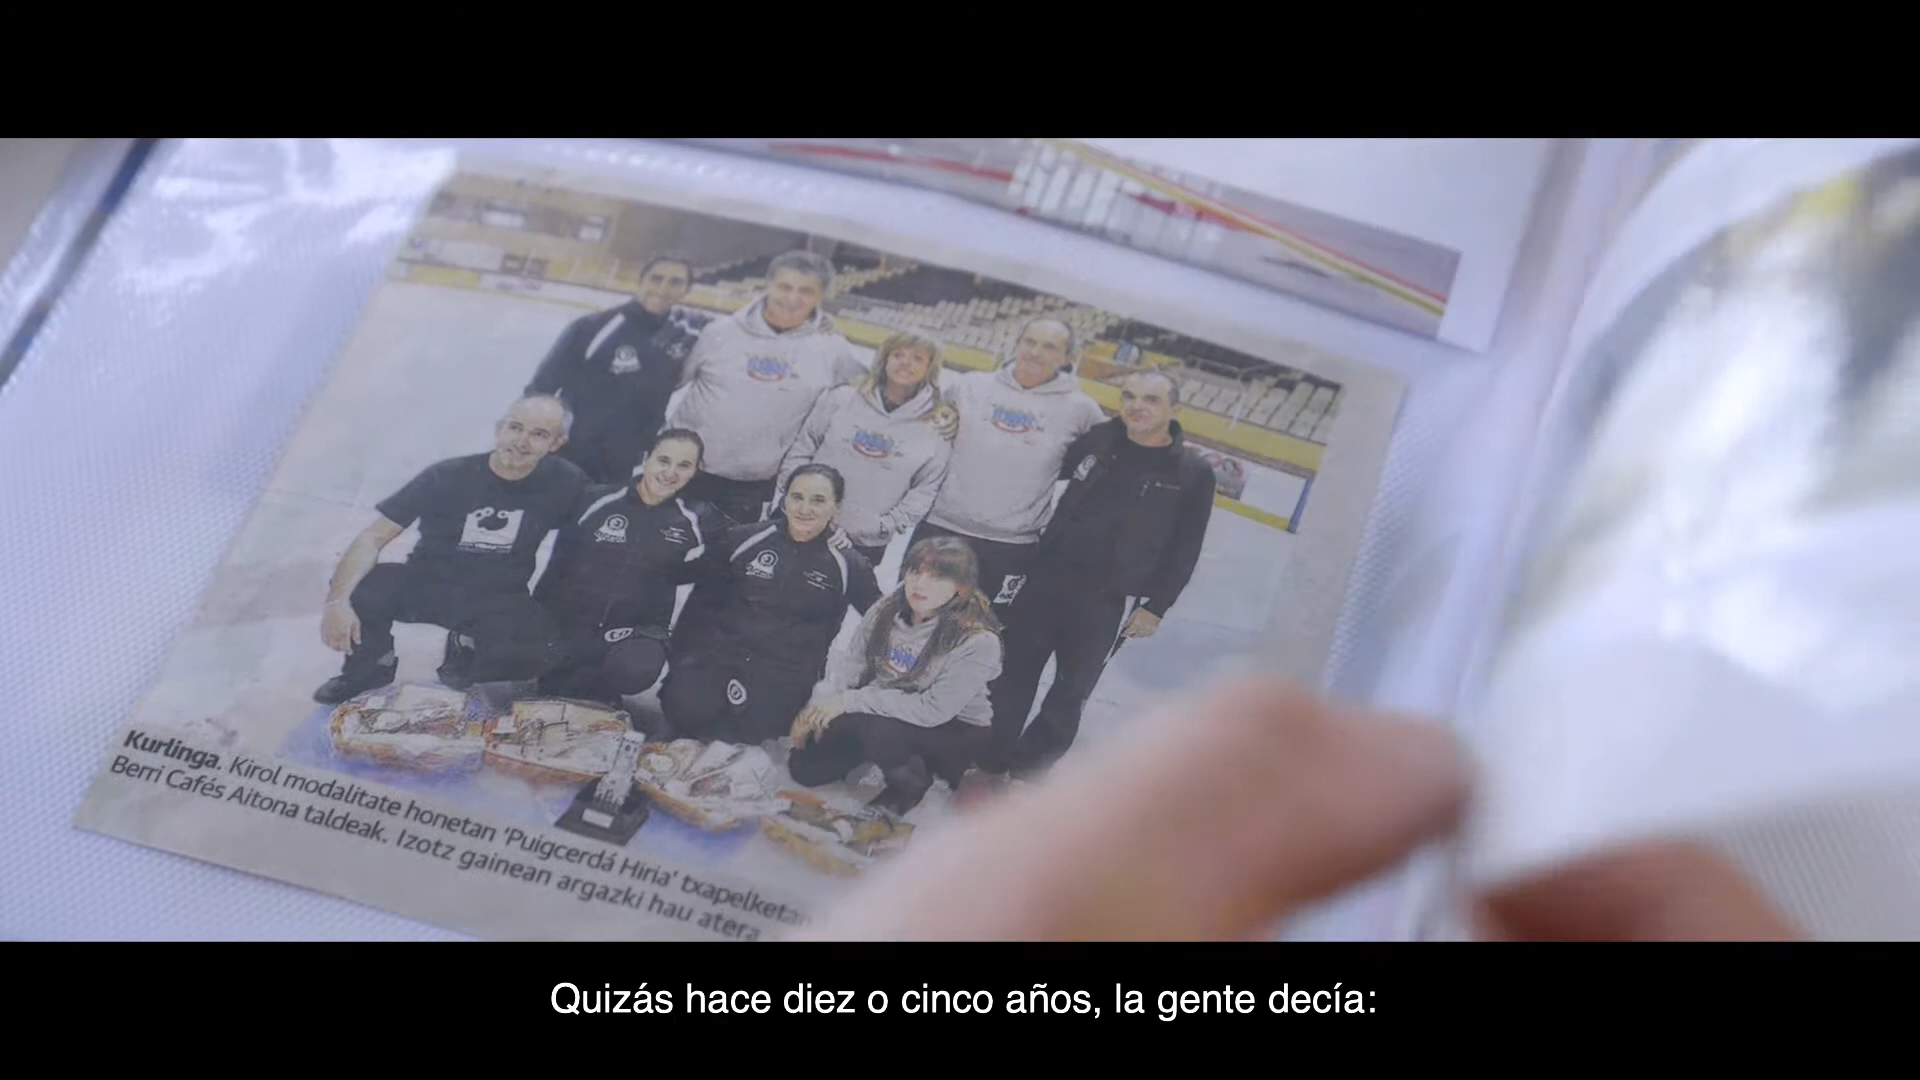 Kurlinga. Kirol modalitate honetan 'Puigcerdá Hiria' txapelketan
Berri Cafés Aitona taldeak. Izotz gainean argazki hau atera
Quizás hace diez o cinco años, la gente decía: